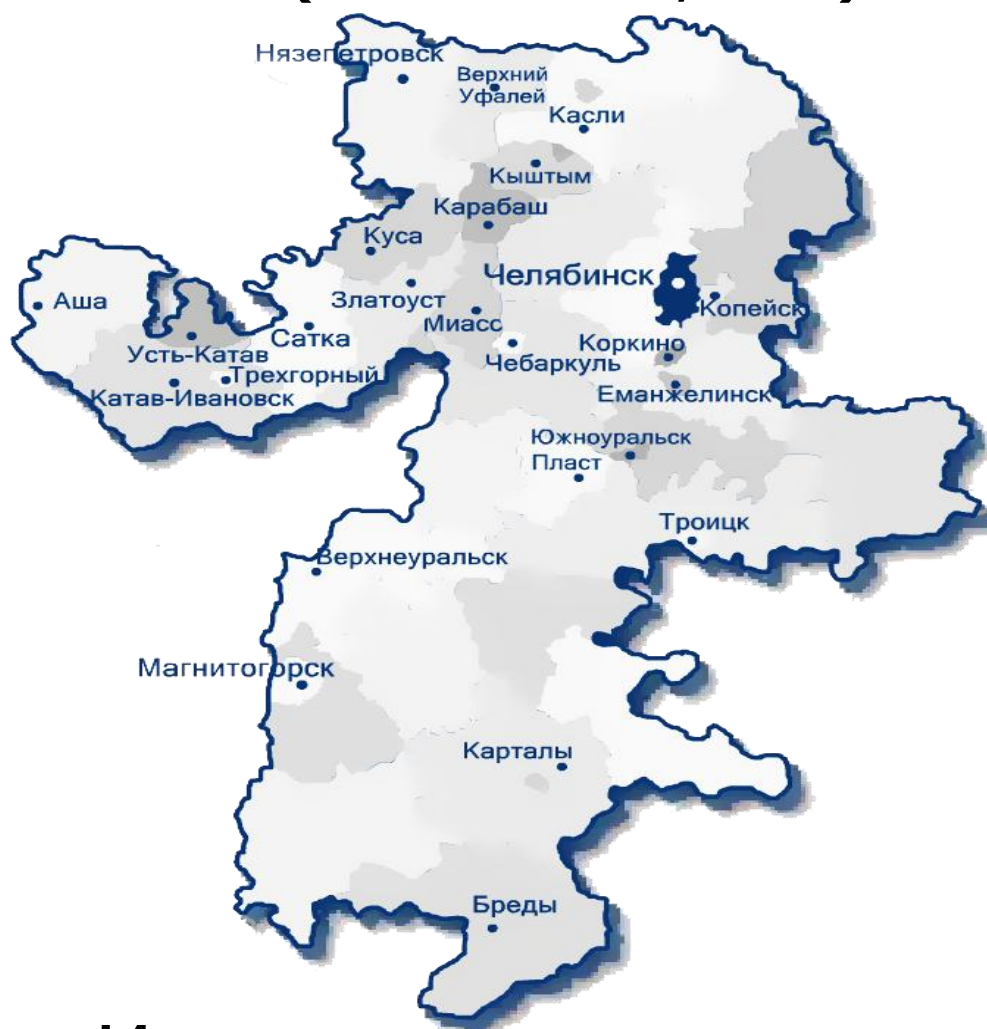 Нязепетровск
Верхний
Уфалей
Касли
Кыштым
Карабаш
Куса
Челябинск
Златоуст
Аша
Копейск
Миасс
Сатка
Усть-Катав
Коркино
Чебаркуль
Трехгорный
Катав-Ивановск
Еманжелинск
Южноуральск
Пласт
Троицк
Верхнеуральск
Магнитогорск
Карталы
Бреды